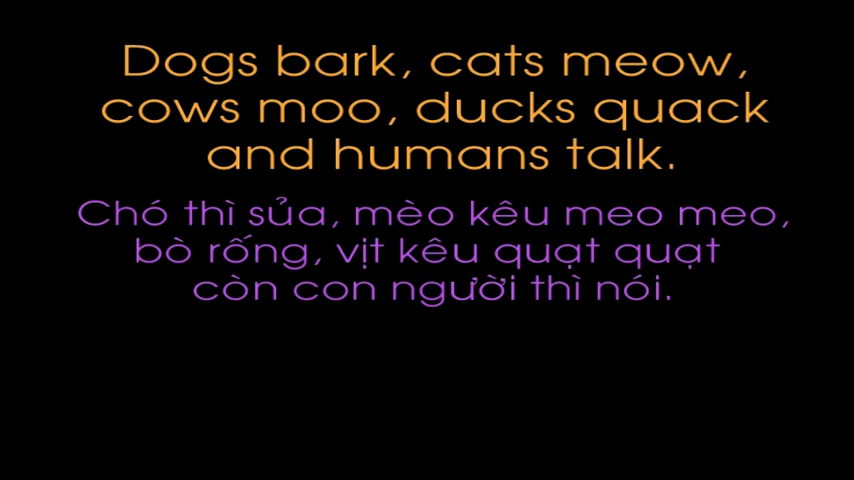 Dogs bark, cats meow,
cows moo, ducks quack
and humans talk.
Chó thì sủa, mèo kêu meo meo,
bò rống, vịt kêu quạt quạt
còn con người thì nói.